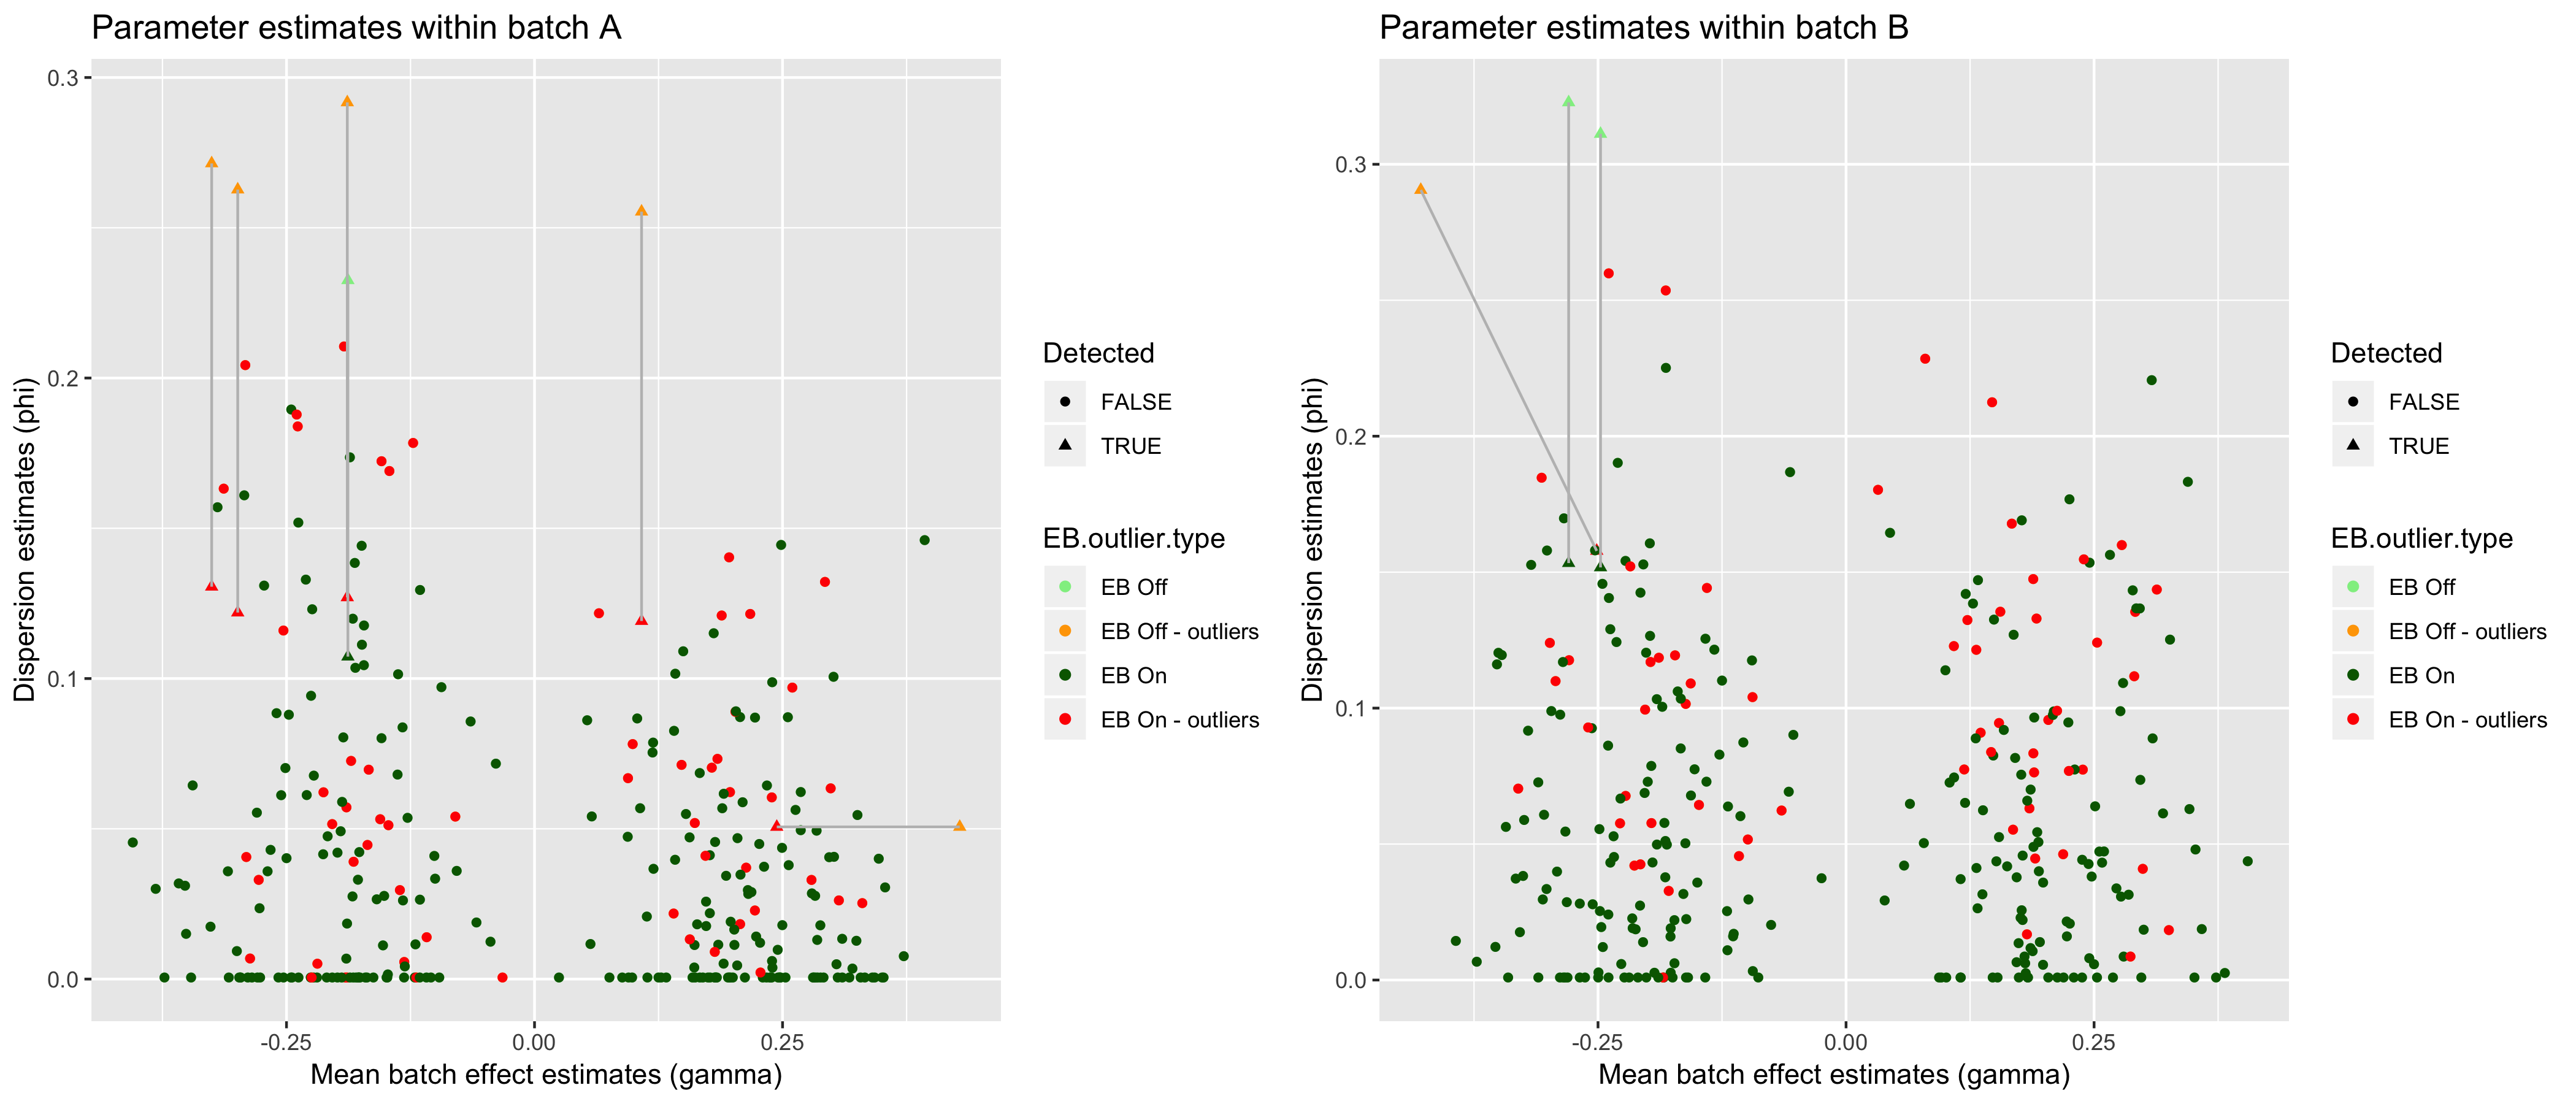 Parameter estimates within batch A
0.3
0.2
0.1
0.0
Dispersion estimates (phi)
-0.25
0.00
0.25
Mean batch effect estimates (gamma)
Detected
FALSE
TRUE
EB.outlier.type
EB Off
EB Off - outliers
EB On
EB On - outliers
Parameter estimates within batch B
0.3
0.2
0.1
0.0
Dispersion estimates (phi)
-0.25
0.00
0.25
Mean batch effect estimates (gamma)
Detected
FALSE
TRUE
EB.outlier.type
EB Off
EB Off - outliers
EB On
EB On - outliers